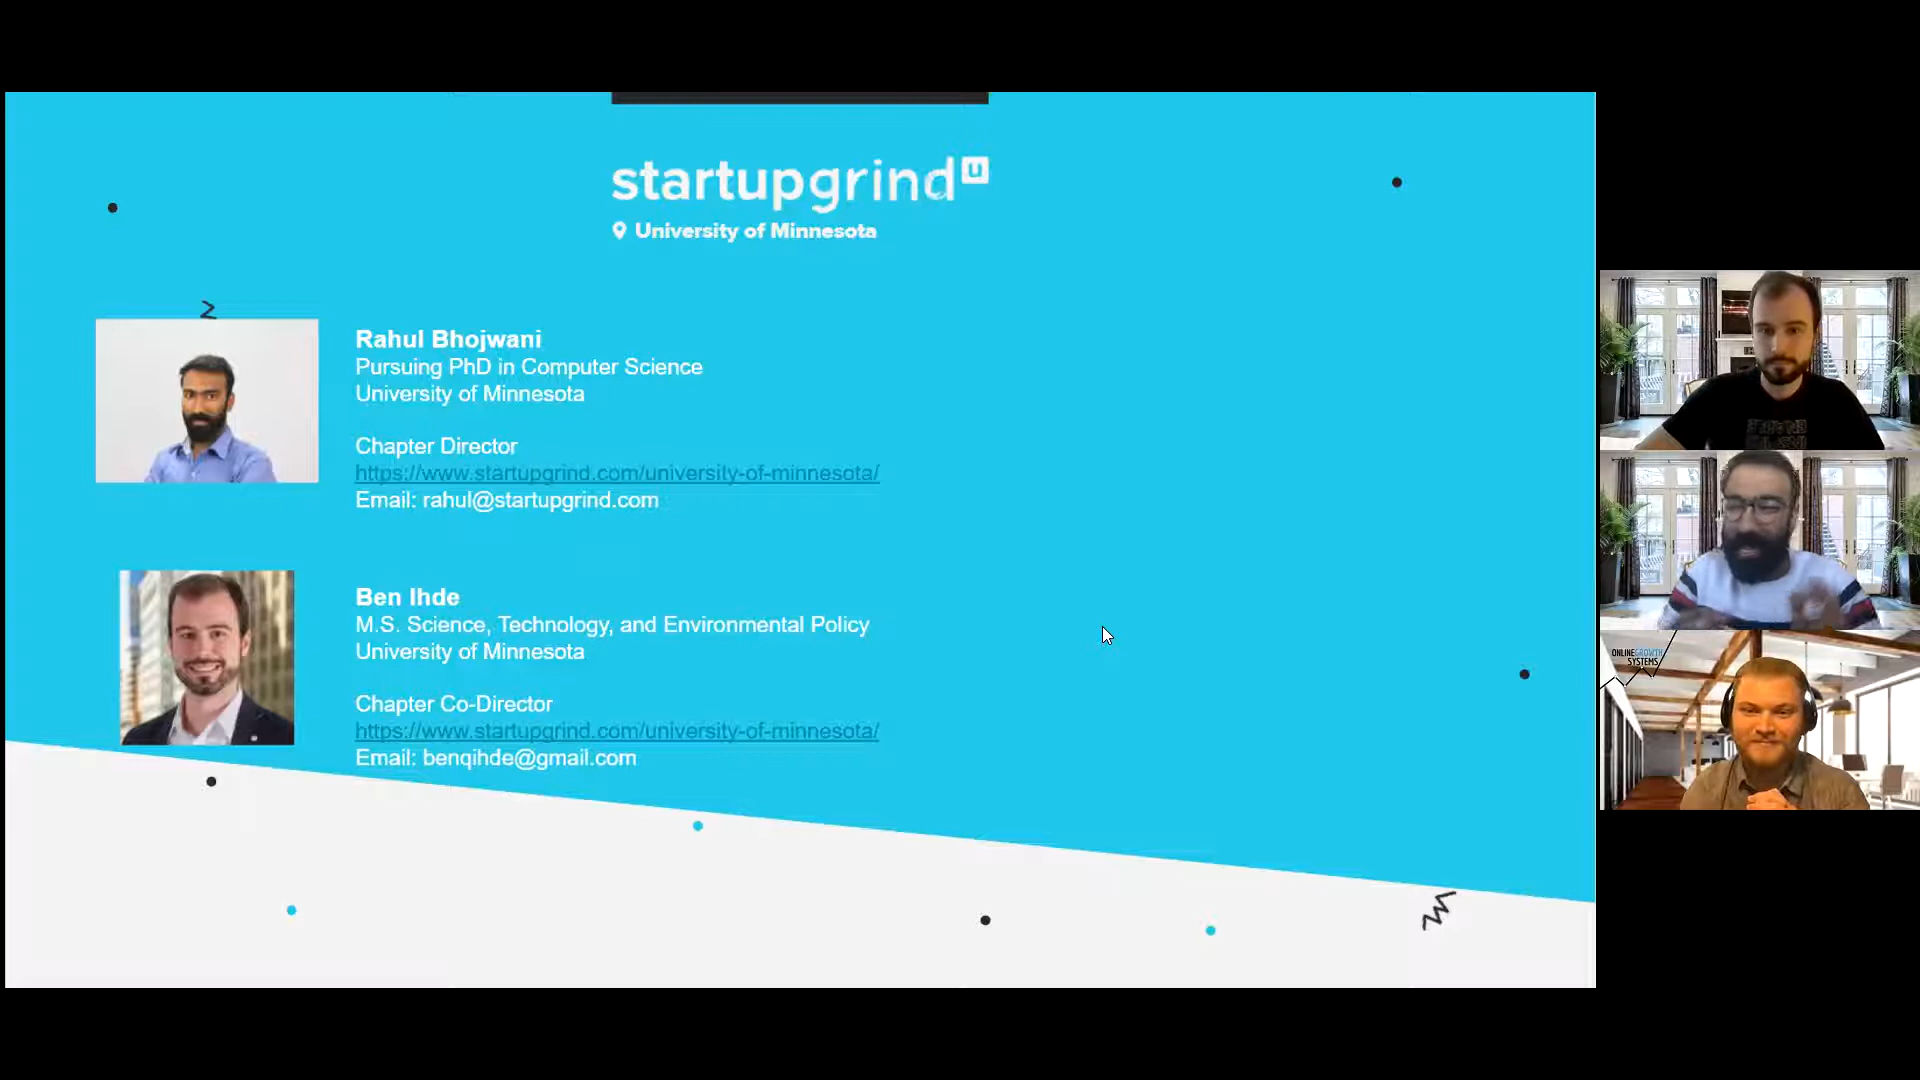 startupgrind u
University of Minnesota
Rahul Bhojwani
Pursuing PhD in Computer Science
University of Minnesota
Chapter Director
https://www.startupgrind.com/university-of-minnesota/
Email: rahul@startupgrind.com
Ben Ihde
M.S. Science, Technology, and Environmental Policy
University of Minnesota
Chapter Co-Director
https://www.startupgrind.com/university-of-minnesota/
Email: benqihde@gmail.com
ONLINEGROWTH
SYSTEMS